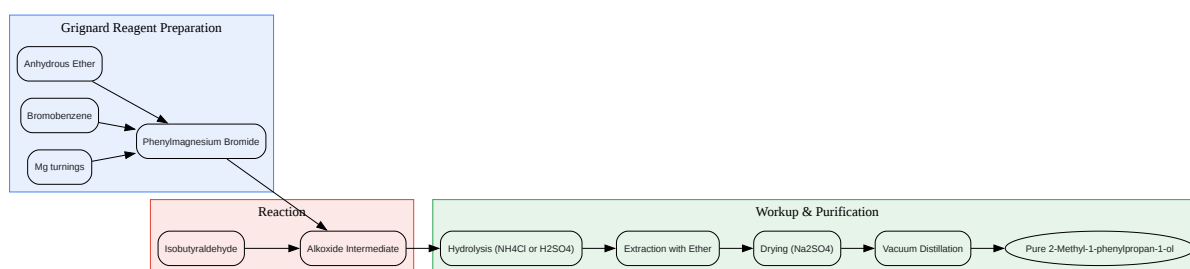 Grignard Reagent Preparation
Anhydrous Ether
Bromobenzene
Phenylmagnesium Bromide
Mg turnings
Reaction
Isobutyraldehyde
Alkoxide Intermediate
Workup & Purification
Hydrolysis (NH4Cl or H2SO4)
Extraction with Ether
Drying (Na2SO4)
Vacuum Distillation
Pure 2-Methyl-1-phenylpropan-1-ol